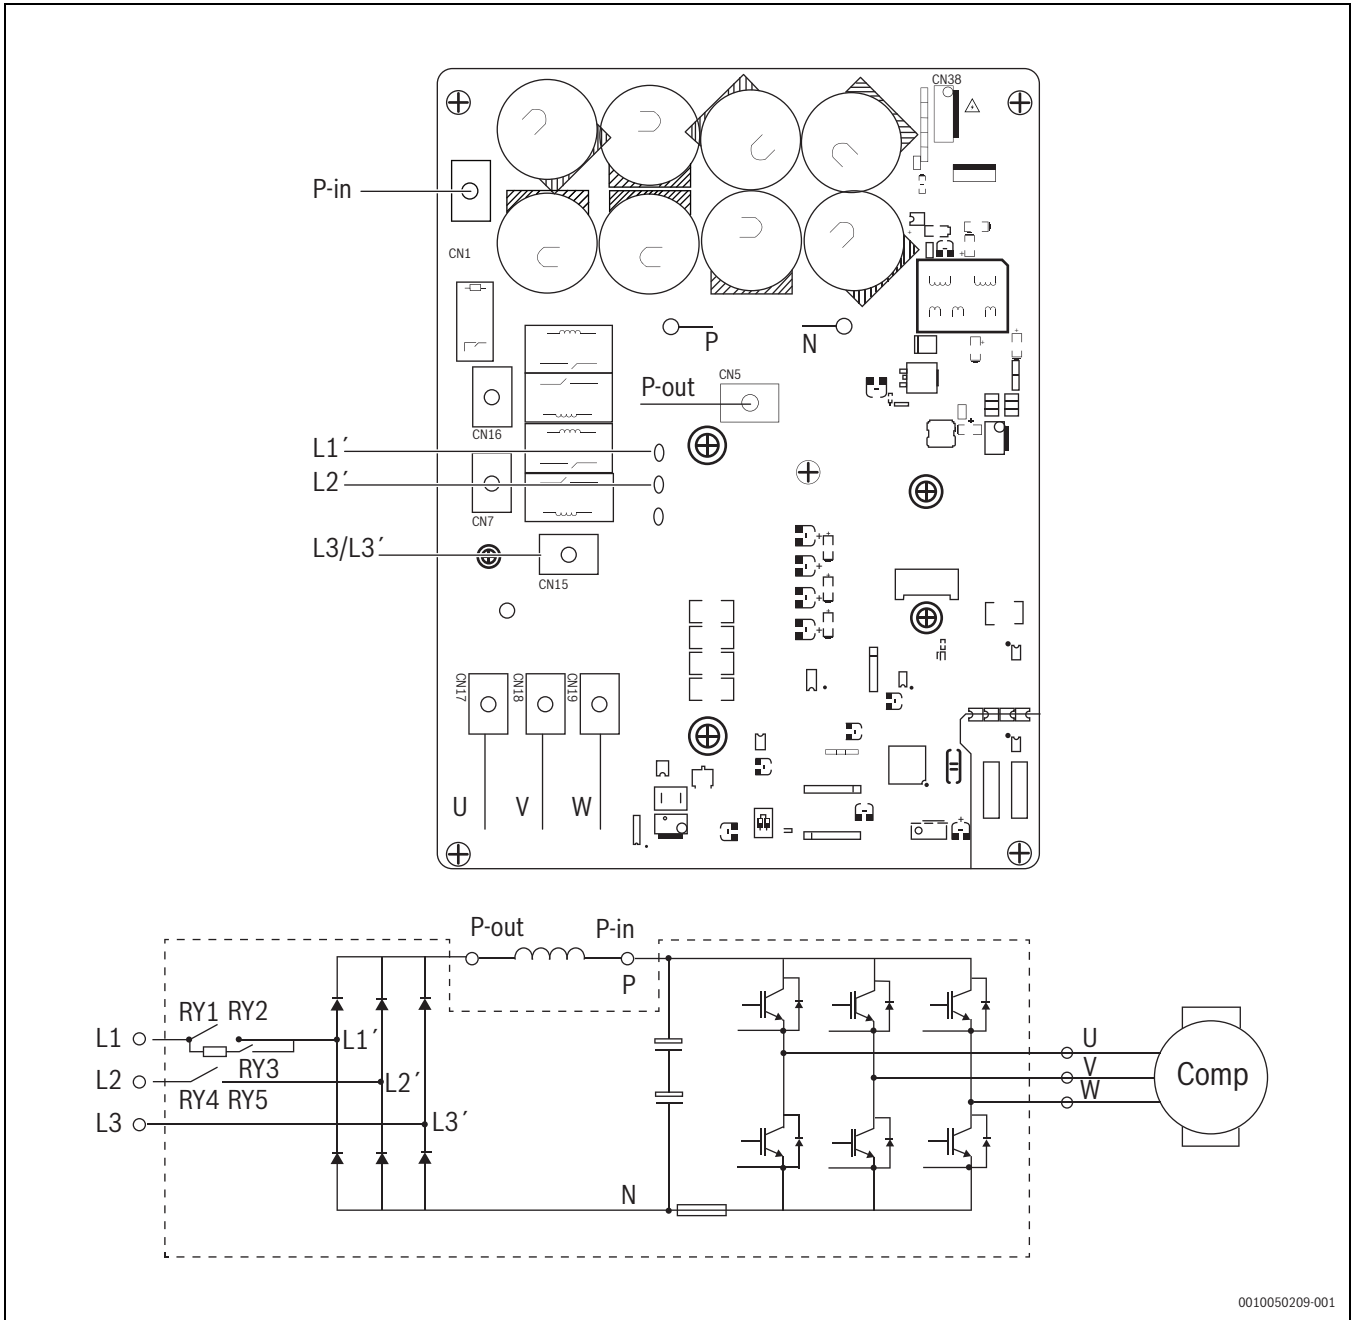 CN38
P-in
CN1
P
N
CN5
P-out
CN16
L1´
L2´
CN7
L3/L3´
CN15
CN17
CN18
CN19
U
V
W
P-out
P-in
P
RY1 RY2
L1
L1´
RY3
L2
L2´
RY4 RY5
L3
L3´
U
V
W
Comp
N
0010050209-001